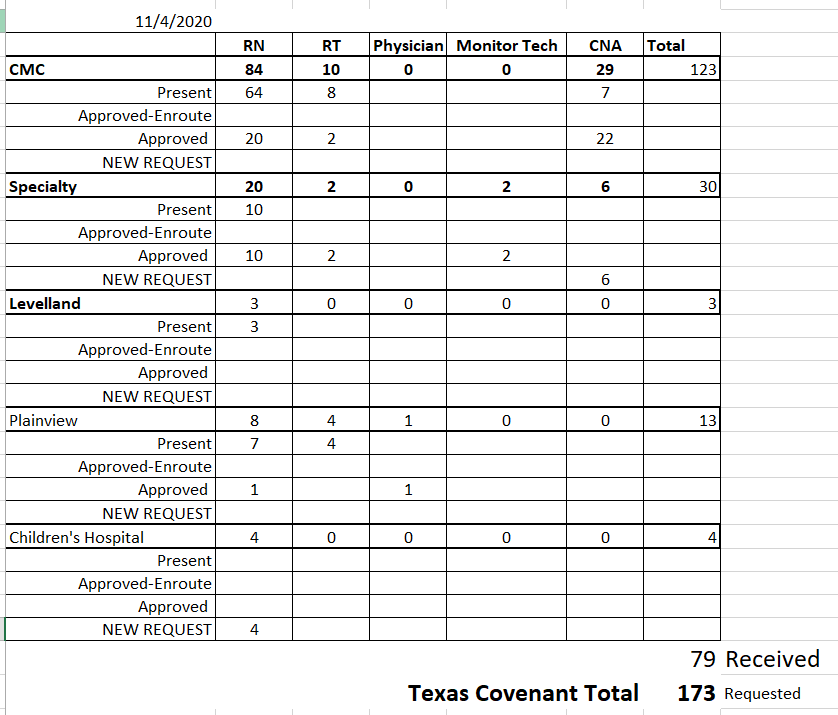 11/4/2020
RN RT Physician Monitor Tech CNA Total
CMC 84 10 0 0 29 123
Present 64 8 7
Approved-Enroute
Approved 20 2 22
NEW REQUEST
Specialty 20 2 0 2 6 30
Present 10
Approved-Enroute
Approved 10 2 2
NEW REQUEST 6
Levelland 3 0 0 0 0 3
Present 3
Approved-Enroute
Approved
NEW REQUEST
Plainview 8 4 1 0 0 13
Present 7 4
Approved-Enroute
Approved 1 1
NEW REQUEST
Children's Hospital 4 0 0 0 0 4
Present
Approved-Enroute
Approved
NEW REQUEST 4
79 Received
Texas Covenant Total 173 Requested